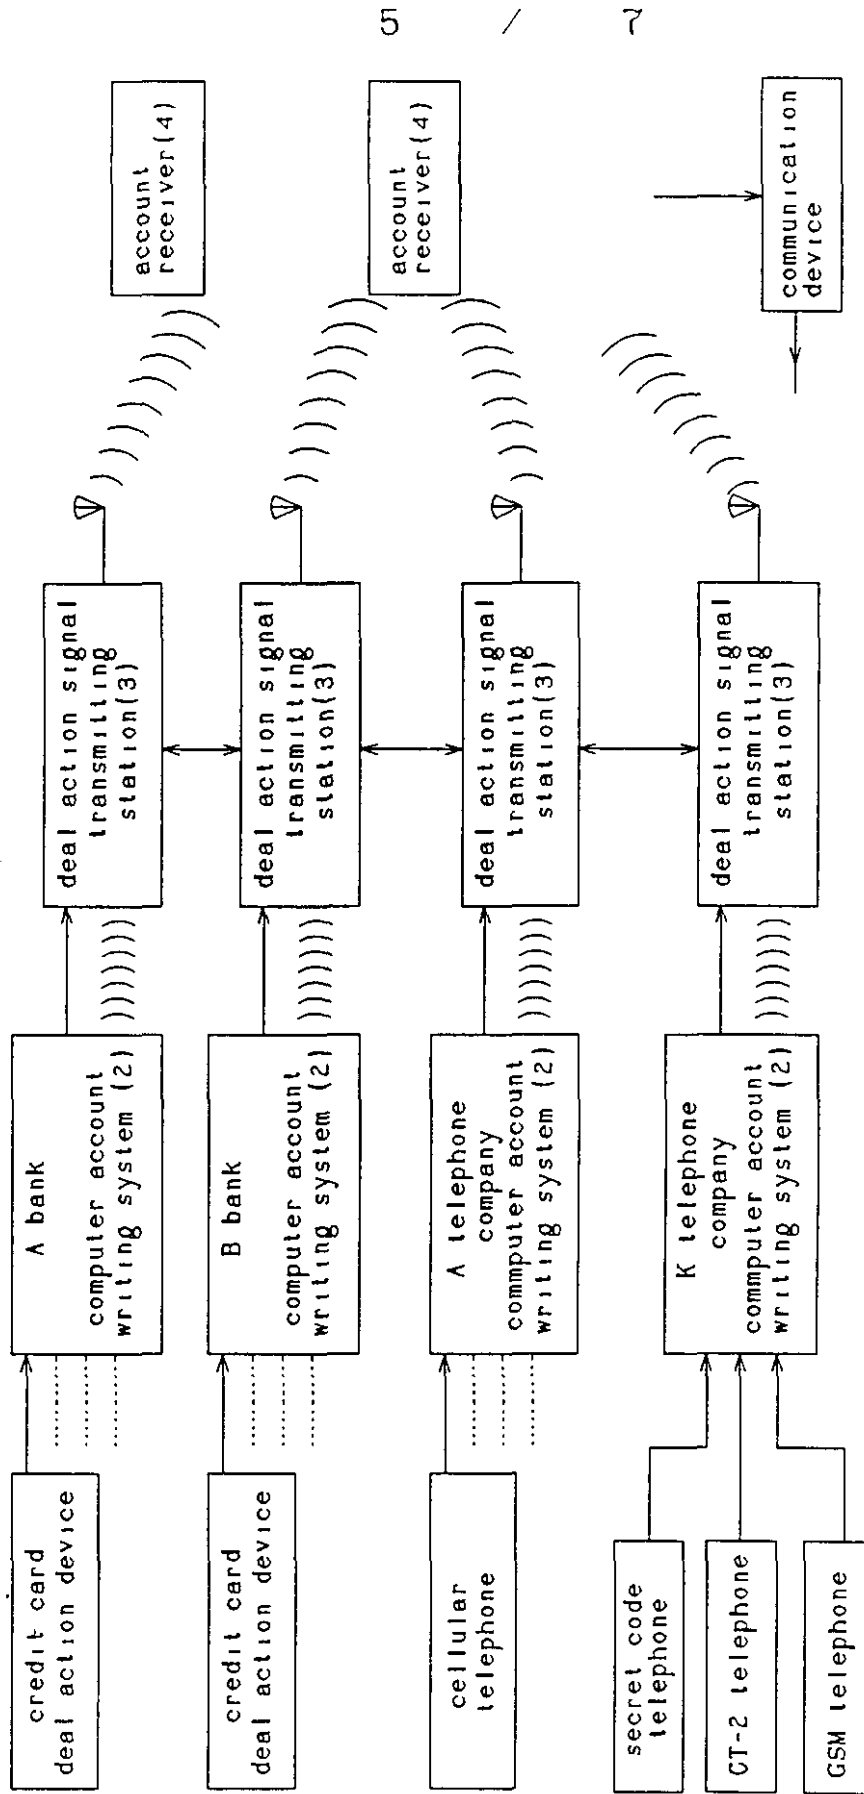 5 / 7
credit card
deal action device
A bank
computer account
writing system (2)
deal action signal
transmilling
station(3)
account
receiver(4)
credit card
deal action device
B bank
computer account
writing system (2)
deal action signal
transmilling
station(3)
account
receiver(4)
cellular
telephone
A telephone
company
commputer account
writing system (2)
deal action signal
transmilling
station(3)
secret code
telephone
CT-2 telephone
GSM telephone
K telephone
company
commputer account
writing system (2)
deal action signal
transmilling
station(3)
communication
device